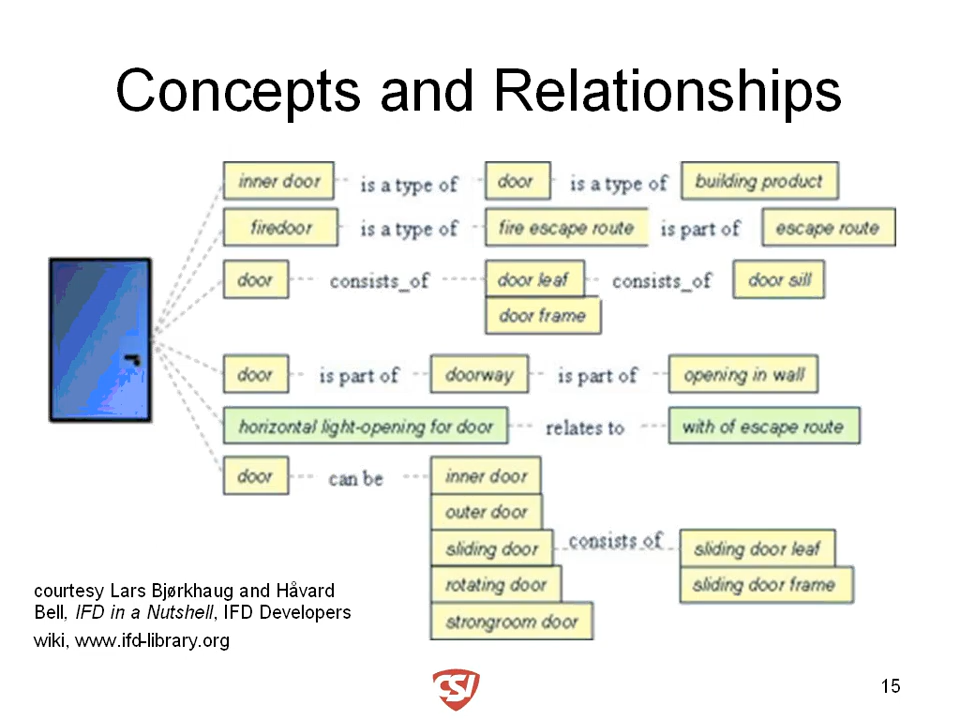 Concepts and Relationships
inner door is a type of door is a type of building product
firedoor is a type of fire escape route is part of escape route
door consists_of door leaf consists_of door sill
door frame
door is part of doorway is part of opening in wall
horizontal light-opening for door relates to with of escape route
door can be inner door
outer door
sliding door consists of sliding door leaf
rotating door sliding door frame
strongroom door
courtesy Lars Bjørkhaug and Håvard
Bell, IFD in a Nutshell, IFD Developers
wiki, www.ifd-library.org
CSI
15